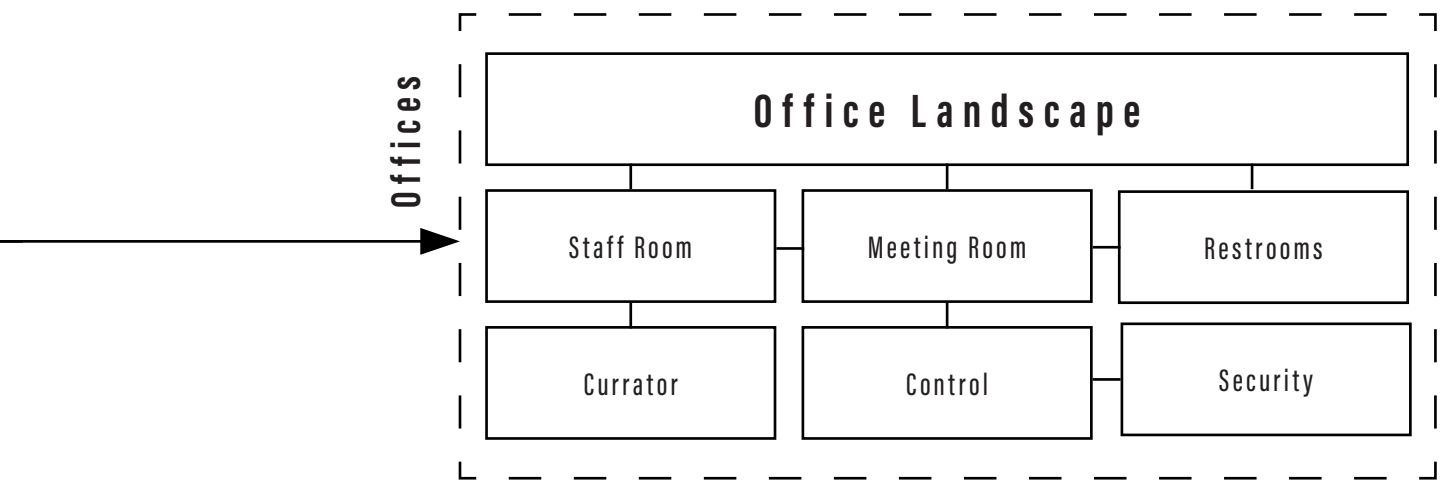 Offices
Office Landscape
Staff Room
Meeting Room
Restrooms
Currator
Control
Security